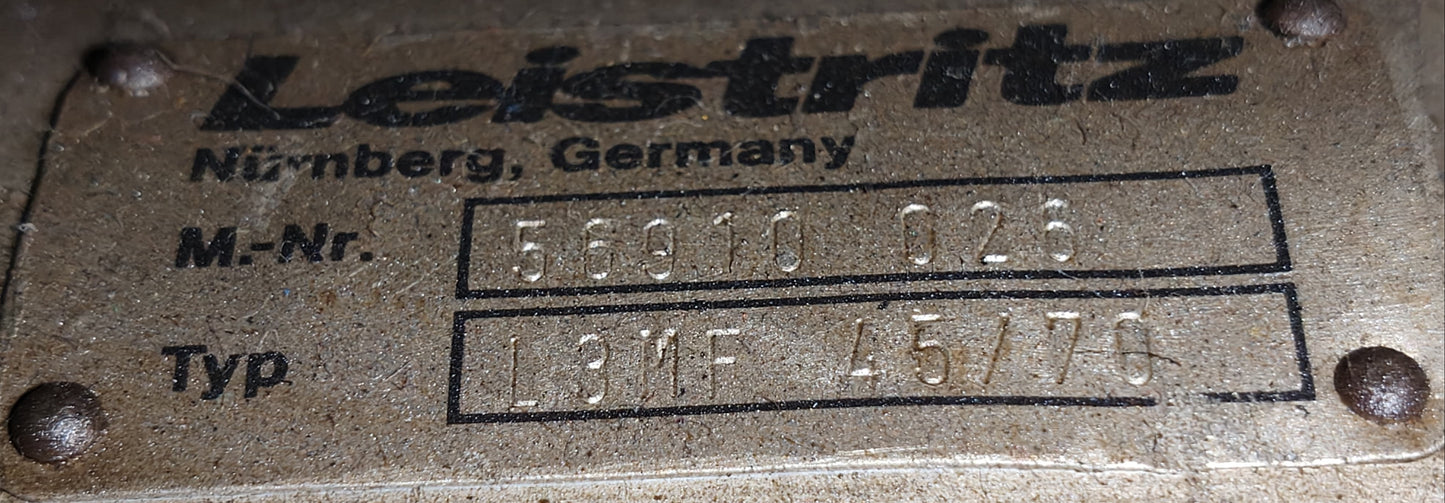 Leistritz
Nürnberg, Germany
M.-Nr. 56910 026
Typ L3MF 45/70